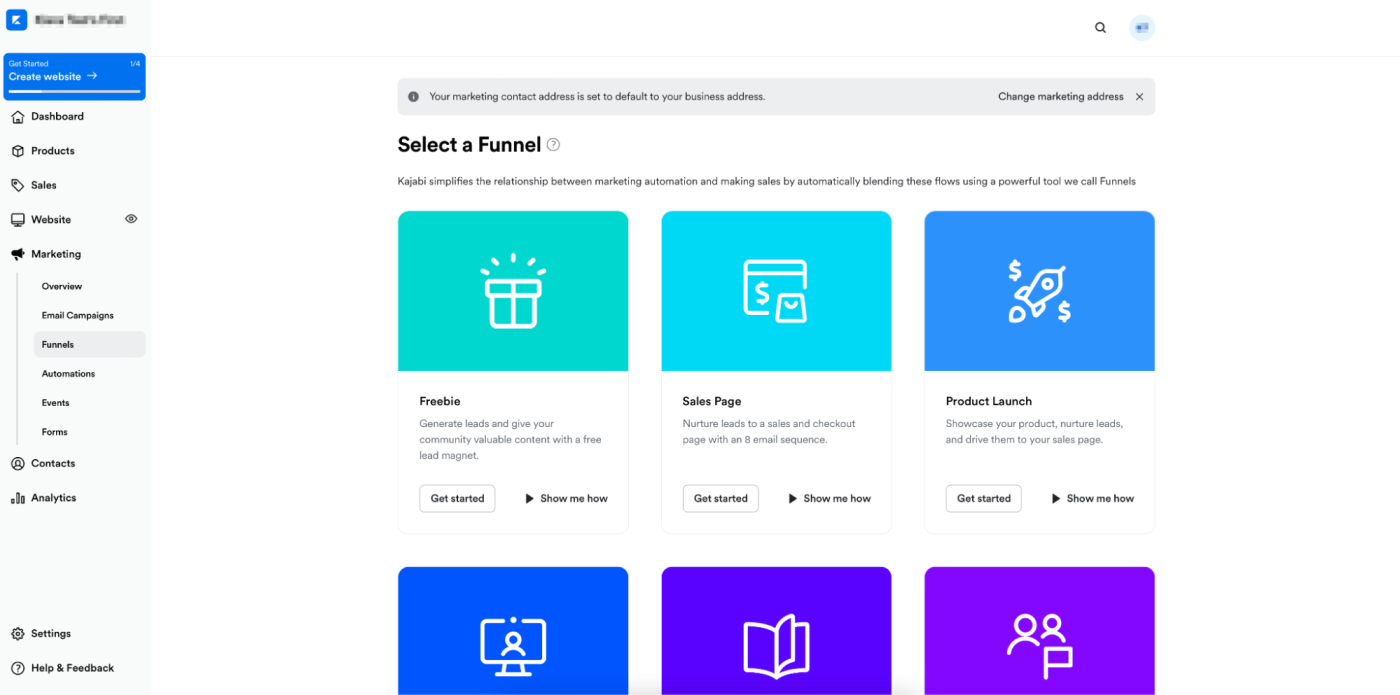 Get Started 1/4
Create website →
Dashboard
Products
Sales
Website
Marketing
Overview
Email Campaigns
Funnels
Automations
Events
Forms
Contacts
Analytics
Settings
Help & Feedback
Your marketing contact address is set to default to your business address. Change marketing address
Select a Funnel
Kajabi simplifies the relationship between marketing automation and making sales by automatically blending these flows using a powerful tool we call Funnels
Freebie
Generate leads and give your
community valuable content with a free
lead magnet.
Get started Show me how
Sales Page
Nurture leads to a sales and checkout
page with an 8 email sequence.
Get started Show me how
Product Launch
Showcase your product, nurture leads,
and drive them to your sales page.
Get started Show me how